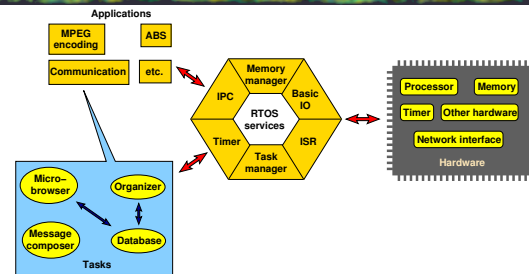 Applications
MPEG
encoding
ABS
Communication
etc.
Memory
manager
IPC
Basic
IO
RTOS
services
Timer
ISR
Task
manager
Processor
Memory
Timer
Other hardware
Network interface
Hardware
Micro–
browser
Organizer
Message
composer
Database
Tasks